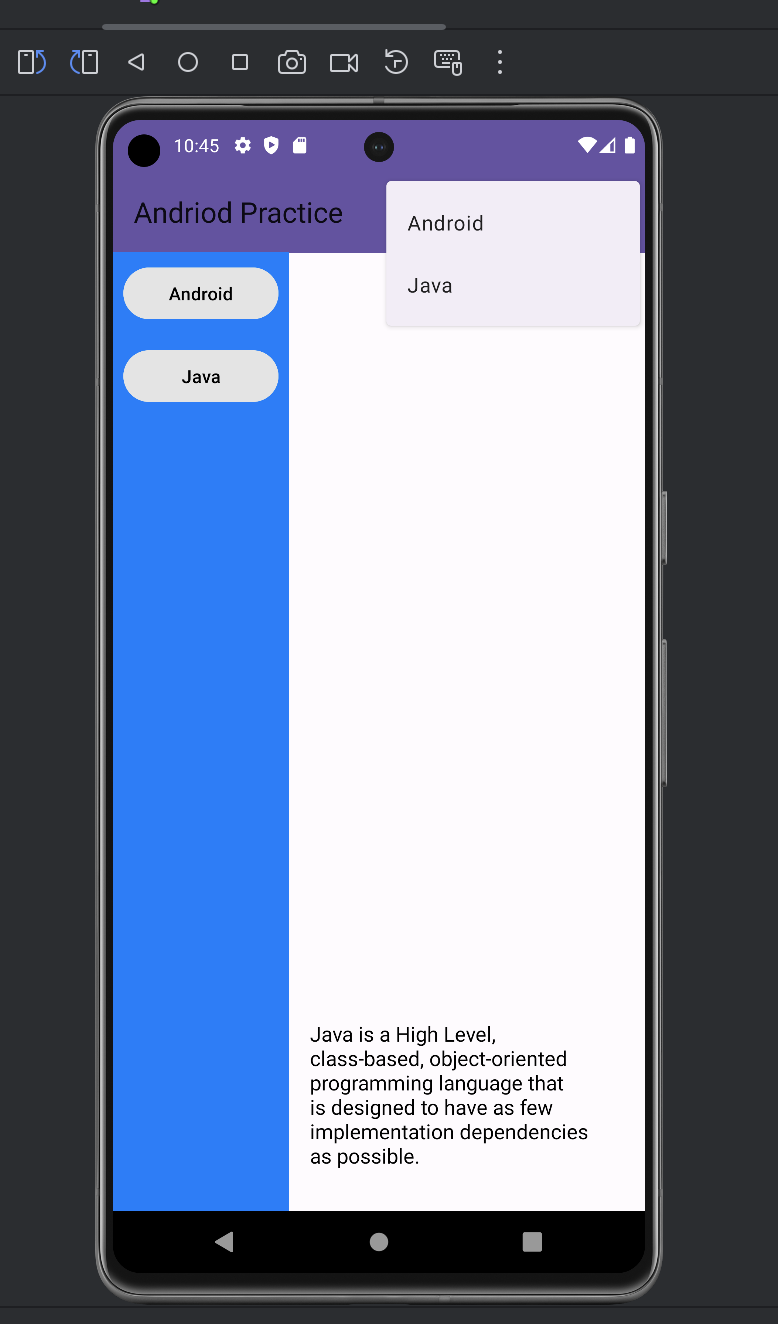 10:45
Andriod Practice
Android
Java
Android
Java
Java is a High Level,
class-based, object-oriented
programming language that
is designed to have as few
implementation dependencies
as possible.